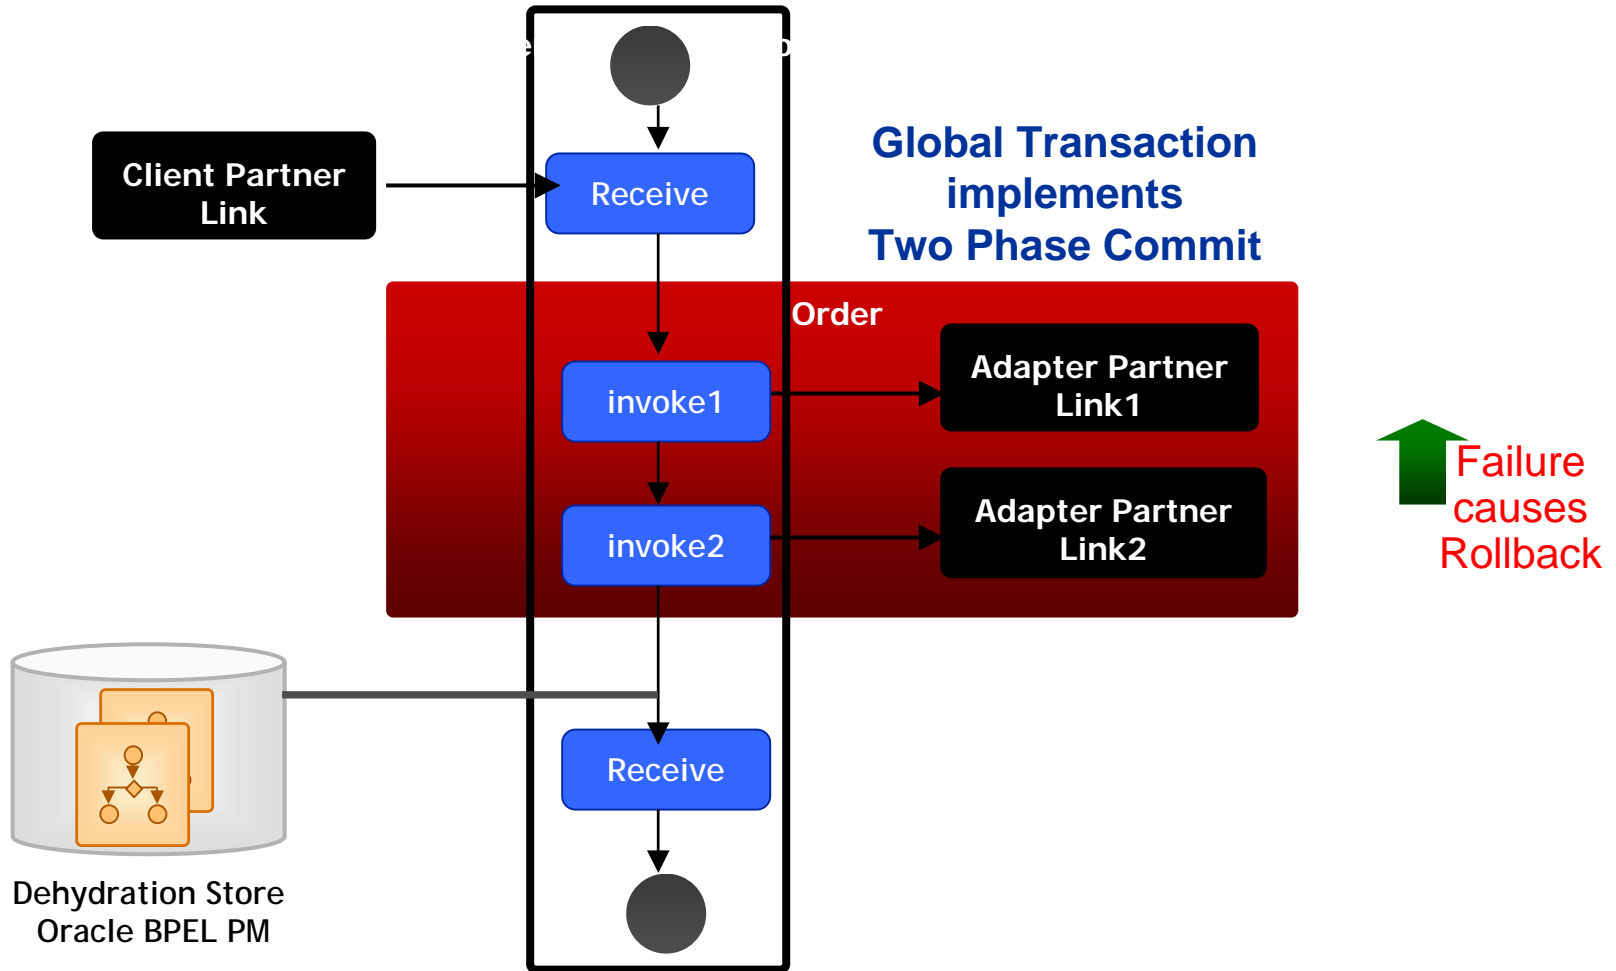 Client Partner
Link
Receive
Global Transaction
implements
Two Phase Commit
Order
invoke1
Adapter Partner
Link1
invoke2
Adapter Partner
Link2
Failure
causes
Rollback
Receive
Dehydration Store
Oracle BPEL PM